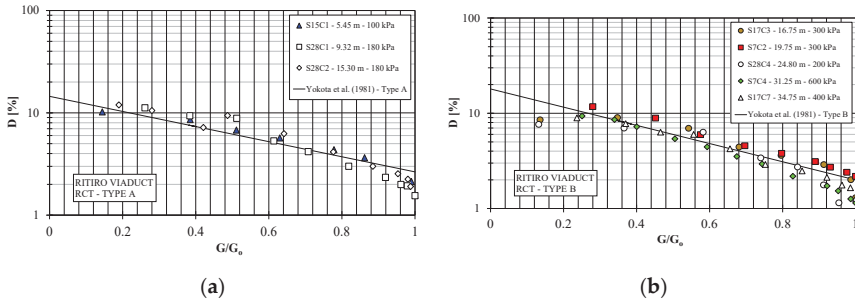 100
10
1
D [%]
S15C1 - 5.45 m - 100 kPa
S28C1 - 9.32 m - 180 kPa
S28C2 - 15.30 m - 180 kPa
Yokota et al. (1981) - Type A
RITIRO VIADUCT
RCT - TYPE A
0 0.2 0.4 0.6 0.8 1
G/Gₒ
(a)
100
10
1
D [%]
S17C3 - 16.75 m - 300 kPa
S7C2 - 19.75 m - 300 kPa
S28C4 - 24.80 m - 200 kPa
S7C4 - 31.25 m - 600 kPa
S17C7 - 34.75 m - 400 kPa
Yokota et al. (1981) - Type B
RITIRO VIADUCT
RCT - TYPE B
0 0.2 0.4 0.6 0.8 1
G/Gₒ
(b)